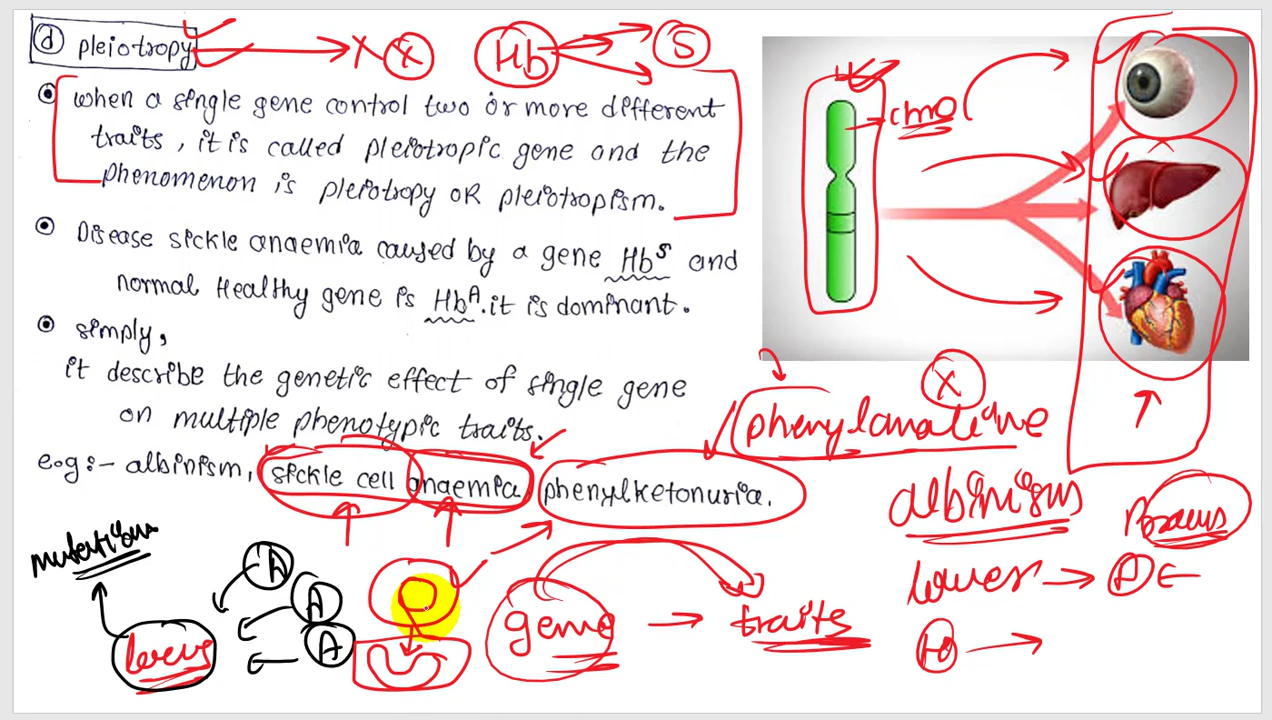 d pleiotropy
X X
Hb
S
when a single gene control two or more different
traits, it is called pleiotropic gene and the
phenomenon is pleiotropy OR pleiotropism.
Disease sickle anaemia caused by a gene Hbˢ and
normal Healthy gene is Hbᴬ. it is dominant.
simply,
it describe the genetic effect of single gene
on multiple phenotypic traits.
e.g:- albinism, sickle cell anaemia, phenylketonuria.
X
albinism
mutations
A
A
A
locus
gene
traits